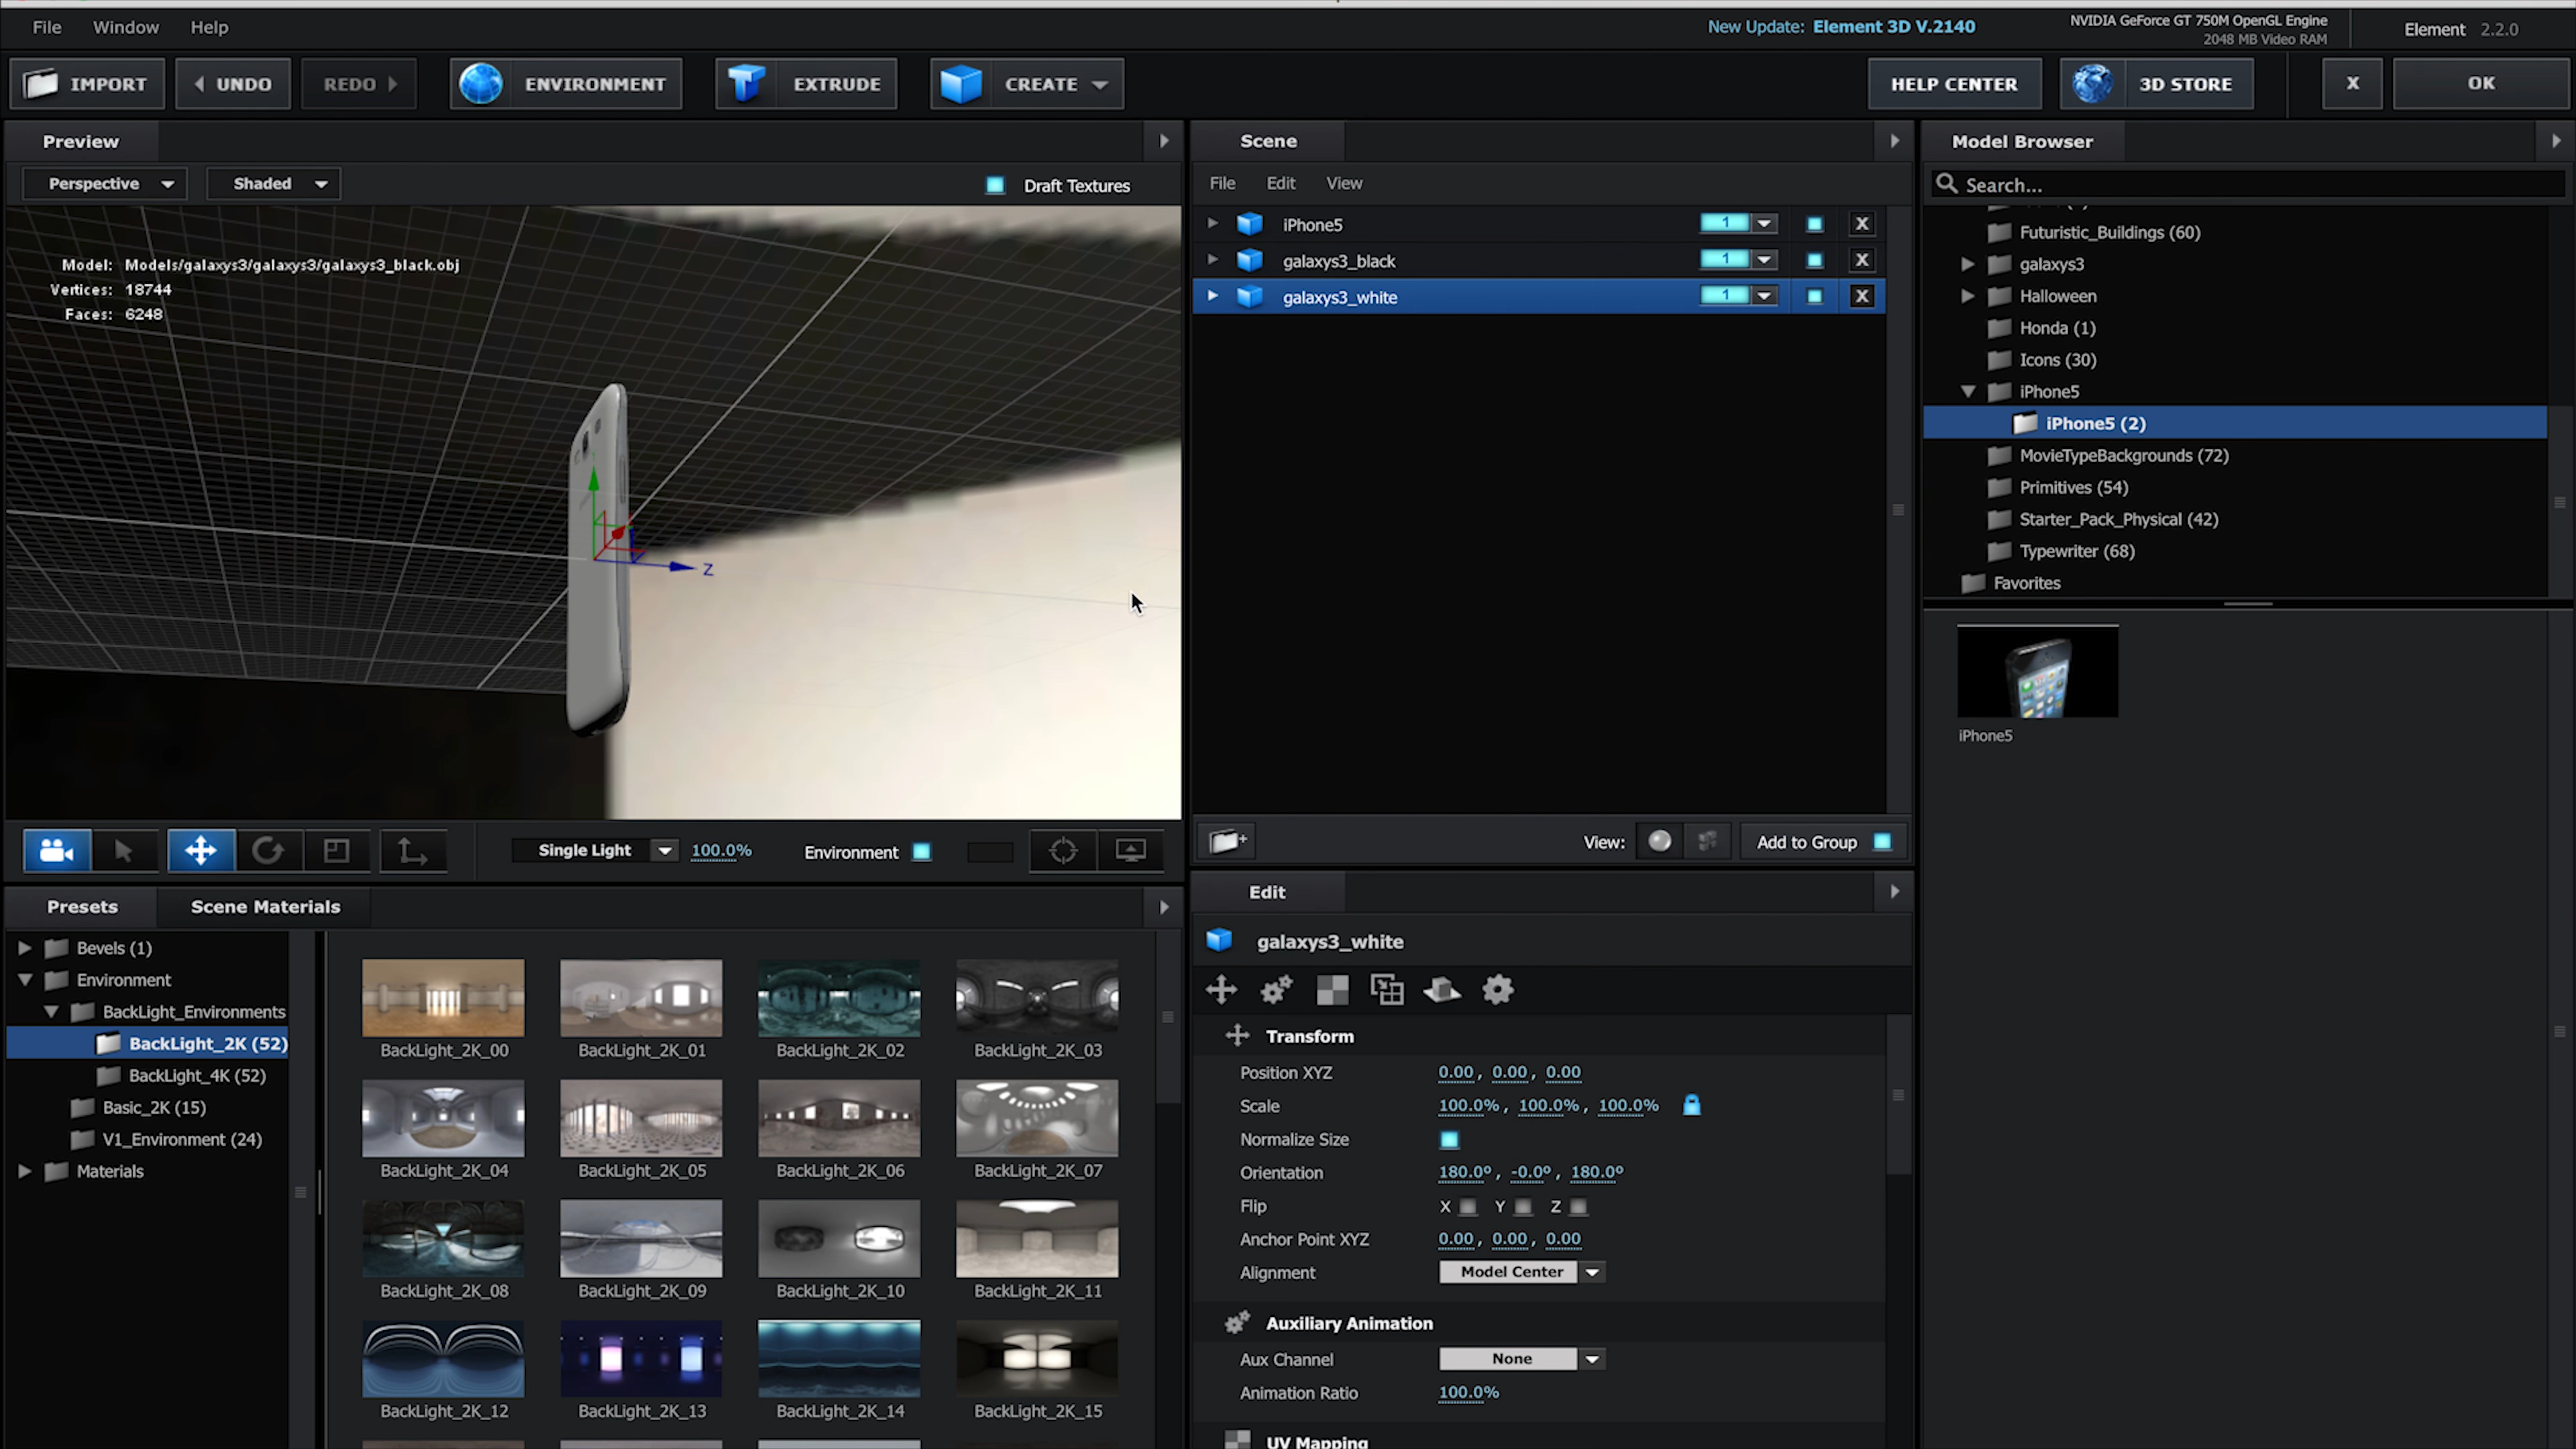 File Window Help
New Update: Element 3D V.2140
NVIDIA GeForce GT 750M OpenGL Engine
2048 MB Video RAM
Element 2.2.0
IMPORT UNDO REDO ENVIRONMENT EXTRUDE CREATE HELP CENTER 3D STORE X OK
Preview
Perspective Shaded Draft Textures
Model: Models/galaxys3/galaxys3/galaxys3_black.obj
Vertices: 18744
Faces: 6248
Z
Single Light 100.0% Environment
Scene
File Edit View
iPhone5 1 X
galaxys3_black 1 X
galaxys3_white 1 X
View: Add to Group
Model Browser
Search...
Futuristic_Buildings (60)
galaxys3
Halloween
Honda (1)
Icons (30)
iPhone5
iPhone5 (2)
MovieTypeBackgrounds (72)
Primitives (54)
Starter_Pack_Physical (42)
Typewriter (68)
Favorites
iPhone5
Presets Scene Materials
Bevels (1)
Environment
BackLight_Environments
BackLight_2K (52)
BackLight_4K (52)
Basic_2K (15)
V1_Environment (24)
Materials
BackLight_2K_00 BackLight_2K_01 BackLight_2K_02 BackLight_2K_03
BackLight_2K_04 BackLight_2K_05 BackLight_2K_06 BackLight_2K_07
BackLight_2K_08 BackLight_2K_09 BackLight_2K_10 BackLight_2K_11
BackLight_2K_12 BackLight_2K_13 BackLight_2K_14 BackLight_2K_15
Edit
galaxys3_white
Transform
Position XYZ 0.00, 0.00, 0.00
Scale 100.0%, 100.0%, 100.0%
Normalize Size
Orientation 180.0º, -0.0º, 180.0º
Flip X Y Z
Anchor Point XYZ 0.00, 0.00, 0.00
Alignment Model Center
Auxiliary Animation
Aux Channel None
Animation Ratio 100.0%
UV Mapping